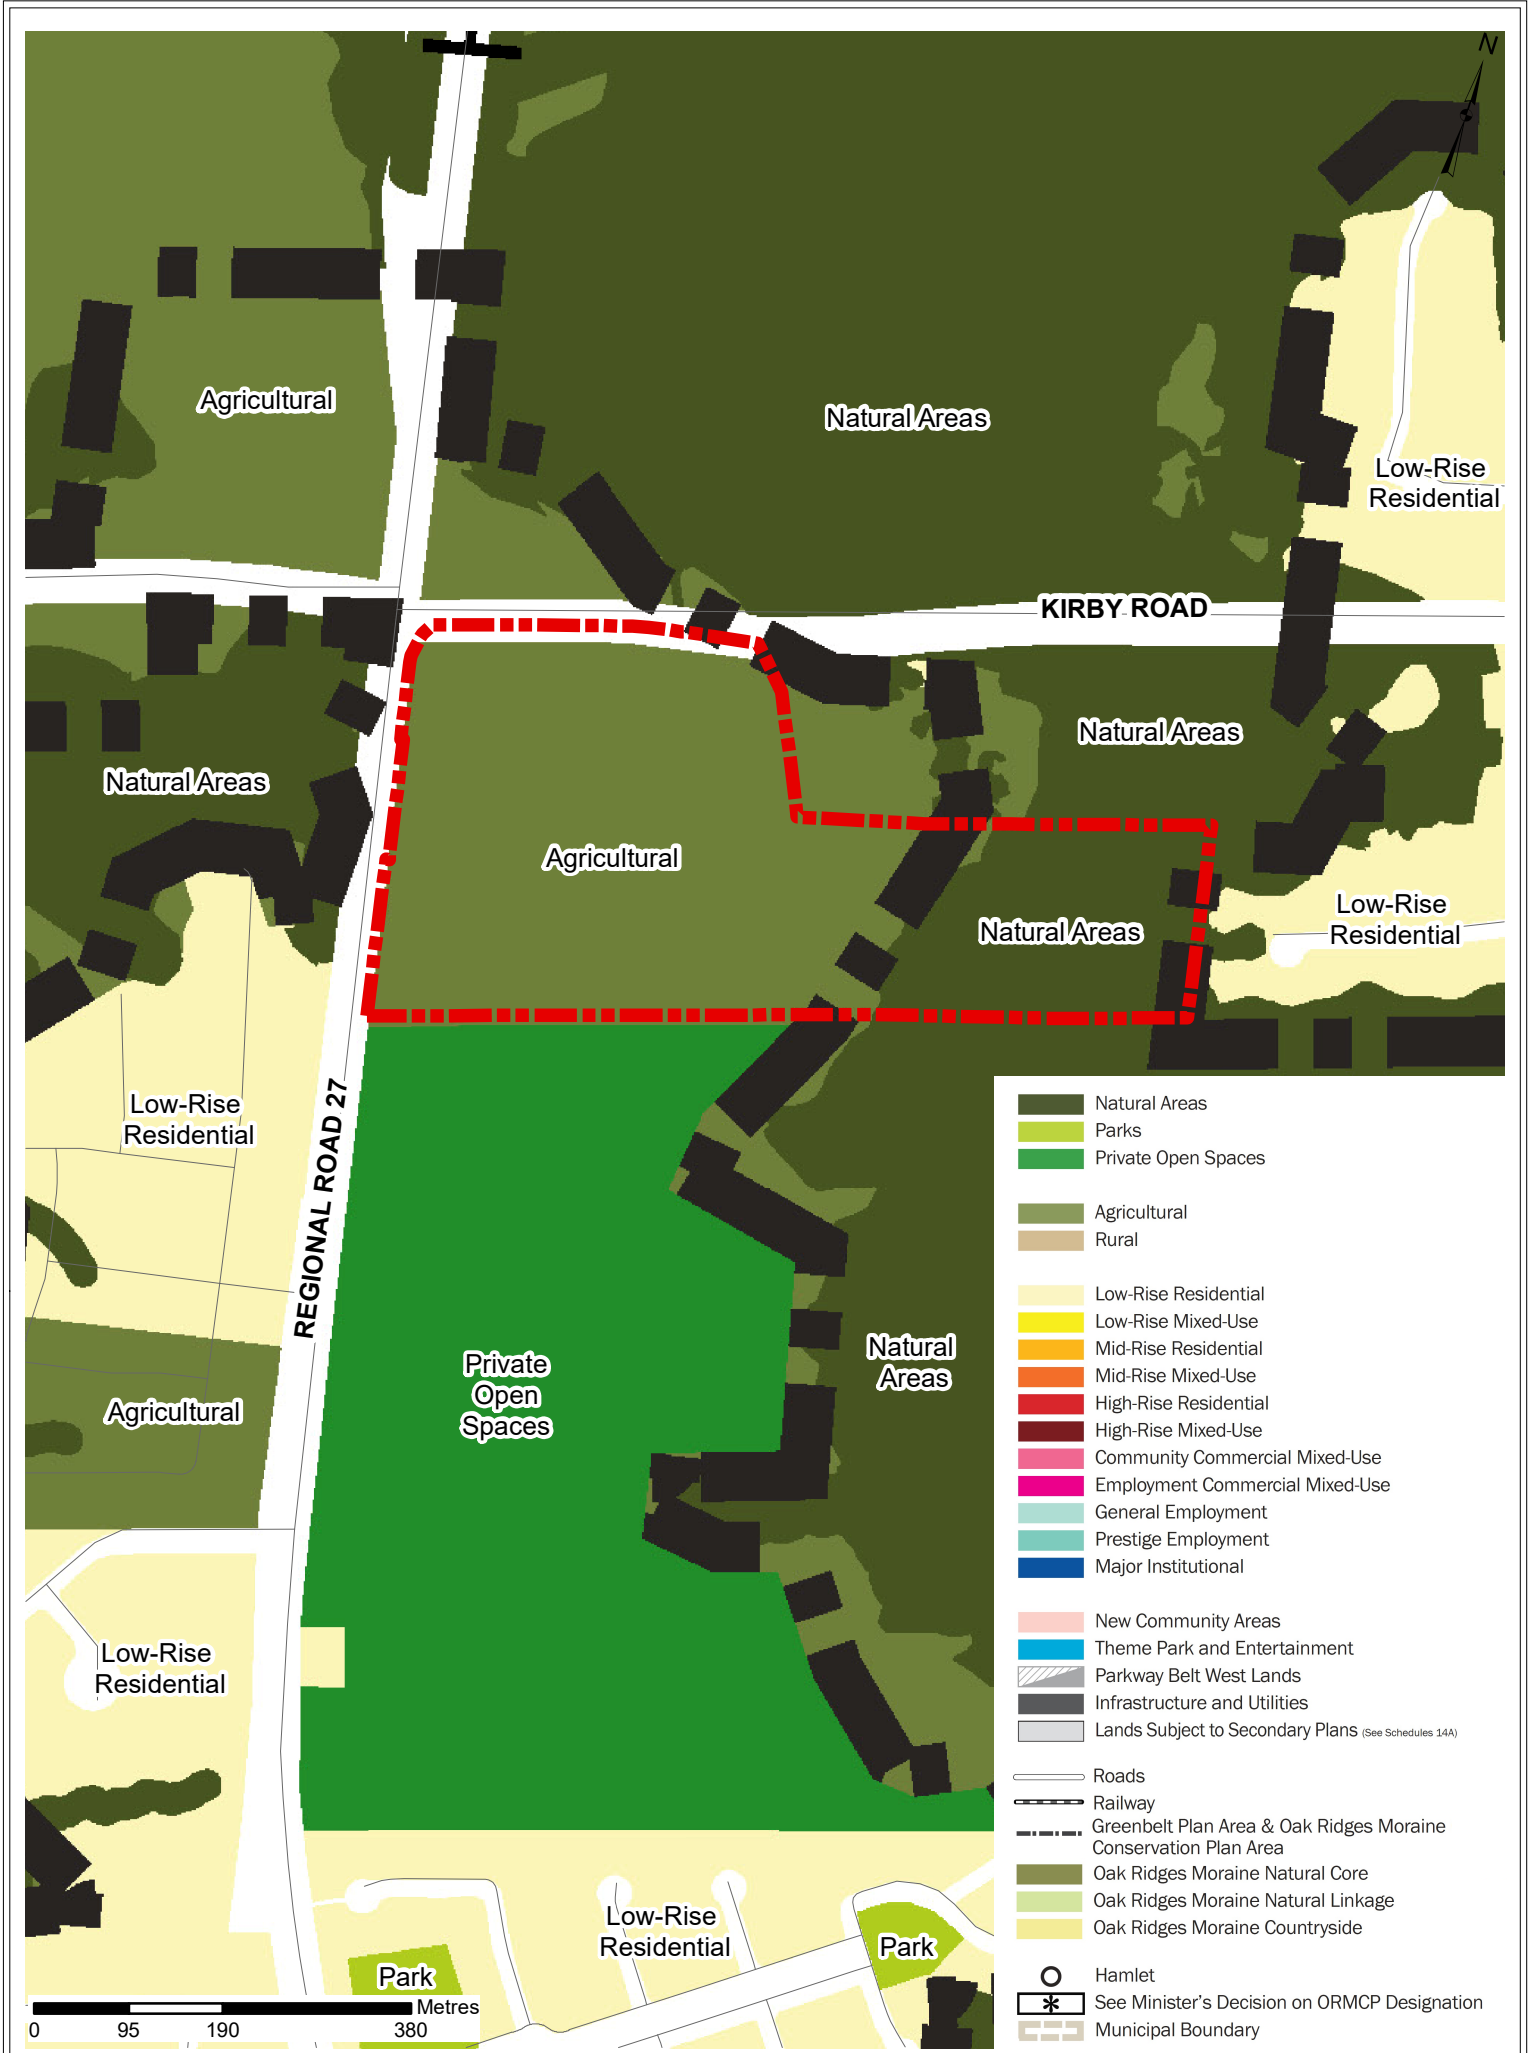 N
Agricultural
Natural Areas
Low-Rise
Residential
KIRBY ROAD
Natural Areas
Natural Areas
Agricultural
Natural Areas
Low-Rise
Residential
Low-Rise
Residential
REGIONAL ROAD 27
Private
Open
Spaces
Natural
Areas
Agricultural
Low-Rise
Residential
Low-Rise
Residential
Park
Park
Metres
0 95 190 380
Natural Areas
Parks
Private Open Spaces
Agricultural
Rural
Low-Rise Residential
Low-Rise Mixed-Use
Mid-Rise Residential
Mid-Rise Mixed-Use
High-Rise Residential
High-Rise Mixed-Use
Community Commercial Mixed-Use
Employment Commercial Mixed-Use
General Employment
Prestige Employment
Major Institutional
New Community Areas
Theme Park and Entertainment
Parkway Belt West Lands
Infrastructure and Utilities
Lands Subject to Secondary Plans (See Schedules 14A)
Roads
Railway
Greenbelt Plan Area & Oak Ridges Moraine
Conservation Plan Area
Oak Ridges Moraine Natural Core
Oak Ridges Moraine Natural Linkage
Oak Ridges Moraine Countryside
Hamlet
See Minister's Decision on ORMCP Designation
Municipal Boundary